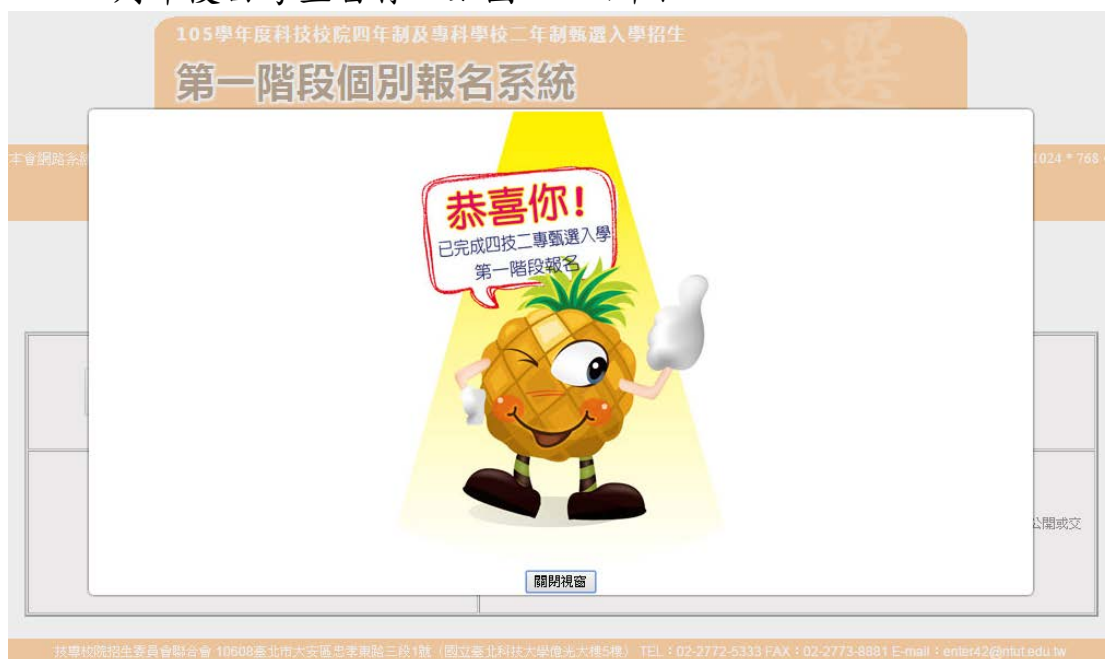 105學年度科技校院四年制及專科學校二年制甄選入學招生
甄選
第一階段個別報名系統
本會網路系統
1024 * 768
恭喜你!
已完成四技二專甄選入學
第一階段報名
公開或交
關閉視窗
技專校院招生委員會聯合會 10608臺北市大安區忠孝東路三段1號 (國立臺北科技大學億光大樓5樓) TEL：02-2772-5333 FAX：02-2773-8881 E-mail：enter42@ntut.edu.tw